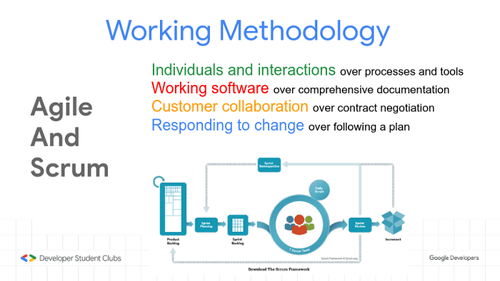 Working Methodology
Individuals and interactions over processes and tools
Working software over comprehensive documentation
Customer collaboration over contract negotiation
Responding to change over following a plan
Agile
And
Scrum
Sprint
Retrospective
Daily
Scrum
Product
Backlog
Sprint
Planning
Sprint
Backlog
Sprint
Review
Increment
Download The Scrum Framework
Developer Student Clubs
Google Developers